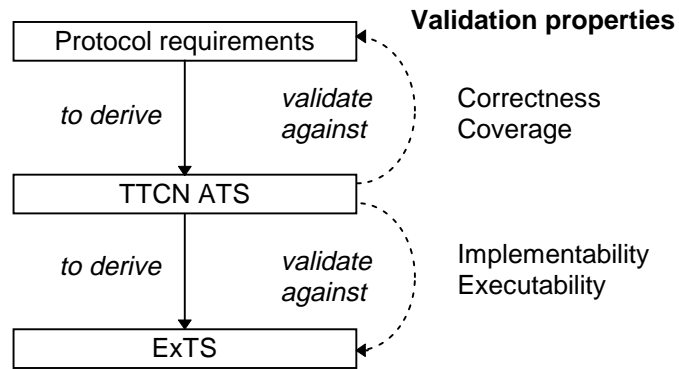 Validation properties
Protocol requirements
to derive
validate
against
Correctness
Coverage
TTCN ATS
to derive
validate
against
Implementability
Executability
ExTS